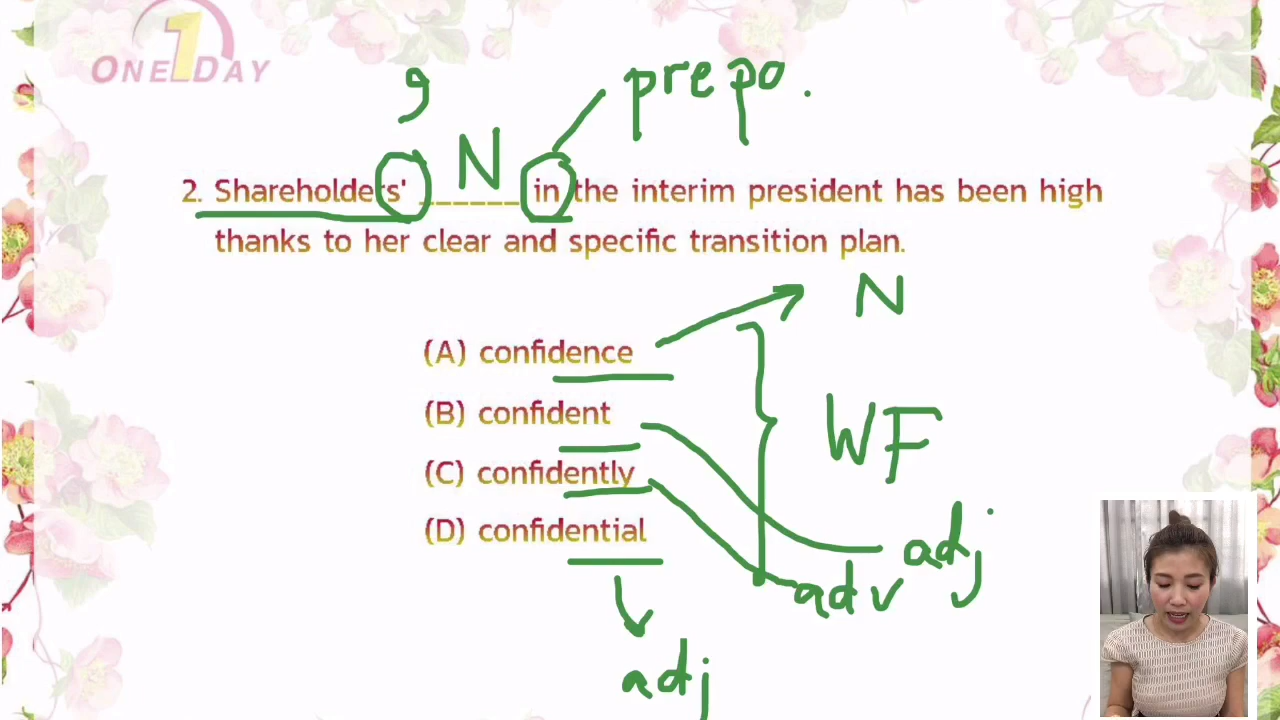 ONE 1 DAY
9
prepo.
N
2. Shareholders' ______ in the interim president has been high
thanks to her clear and specific transition plan.
N
(A) confidence
(B) confident
WF
(C) confidently
(D) confidential
adj
adv
adj